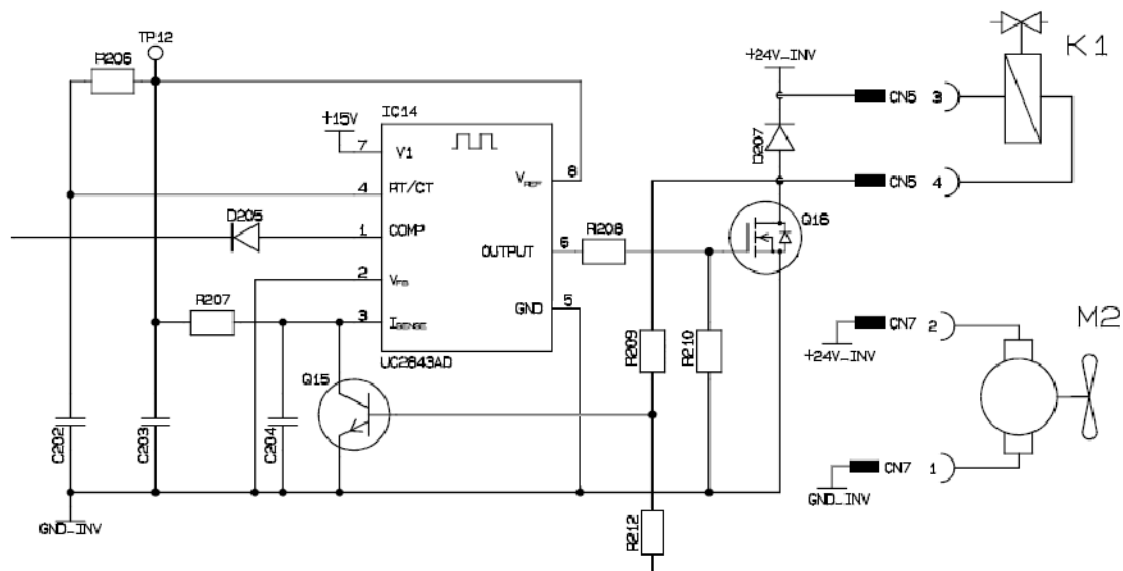 TP12
R206
+24V_INV
K1
CN5 3
IC14
+15V
7 V1
D207
VREF 8
4 RT/CT
CN5 4
D205
1 COMP
Q16
OUTPUT 6 R208
2 VFB
R207
GND 5
3 ISENSE
CN7 2
M2
+24V_INV
UC2843AD
R209
R210
Q15
C202
C203
C204
CN7 1
GND_INV
GND_INV
R212